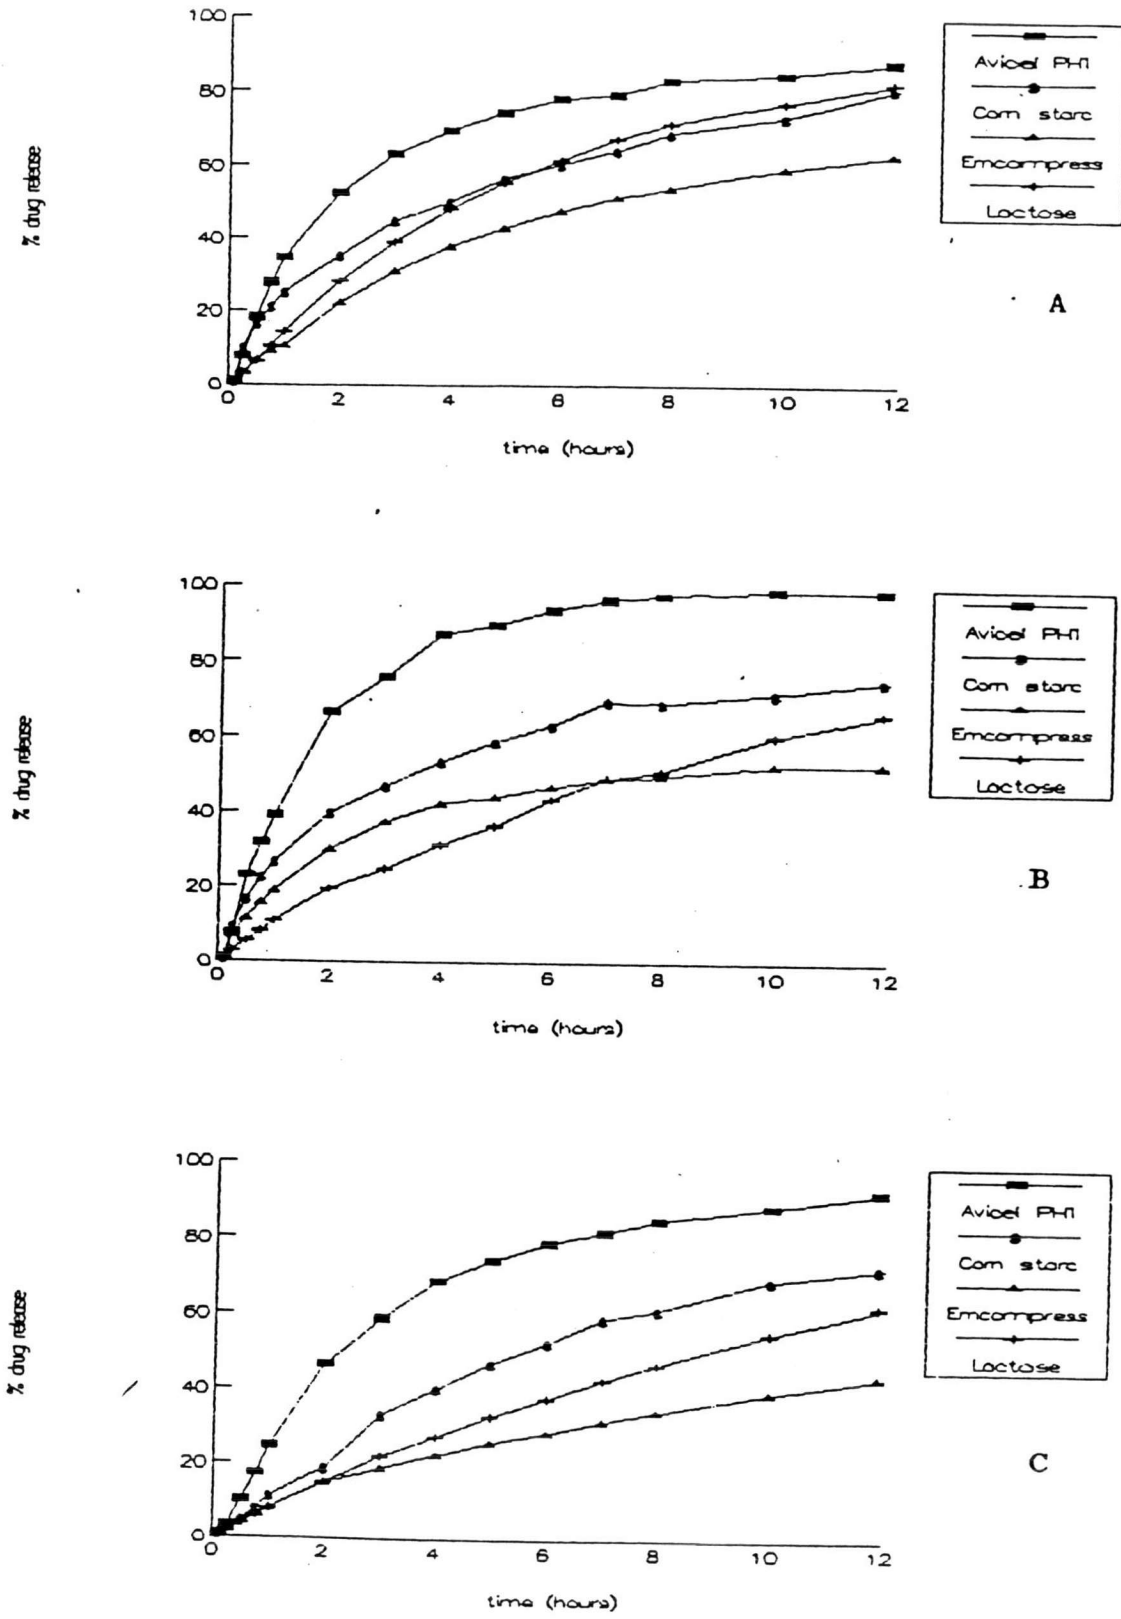 100
80
60
40
20
0
% drug release
0 2 4 6 8 10 12
time (hours)
Avicel PH1
Corn starc
Emcompress
Lactose
A
100
80
60
40
20
0
% drug release
0 2 4 6 8 10 12
time (hours)
Avicel PH1
Corn starc
Emcompress
Lactose
B
100
80
60
40
20
0
% drug release
0 2 4 6 8 10 12
time (hours)
Avicel PH1
Corn starc
Emcompress
Lactose
C